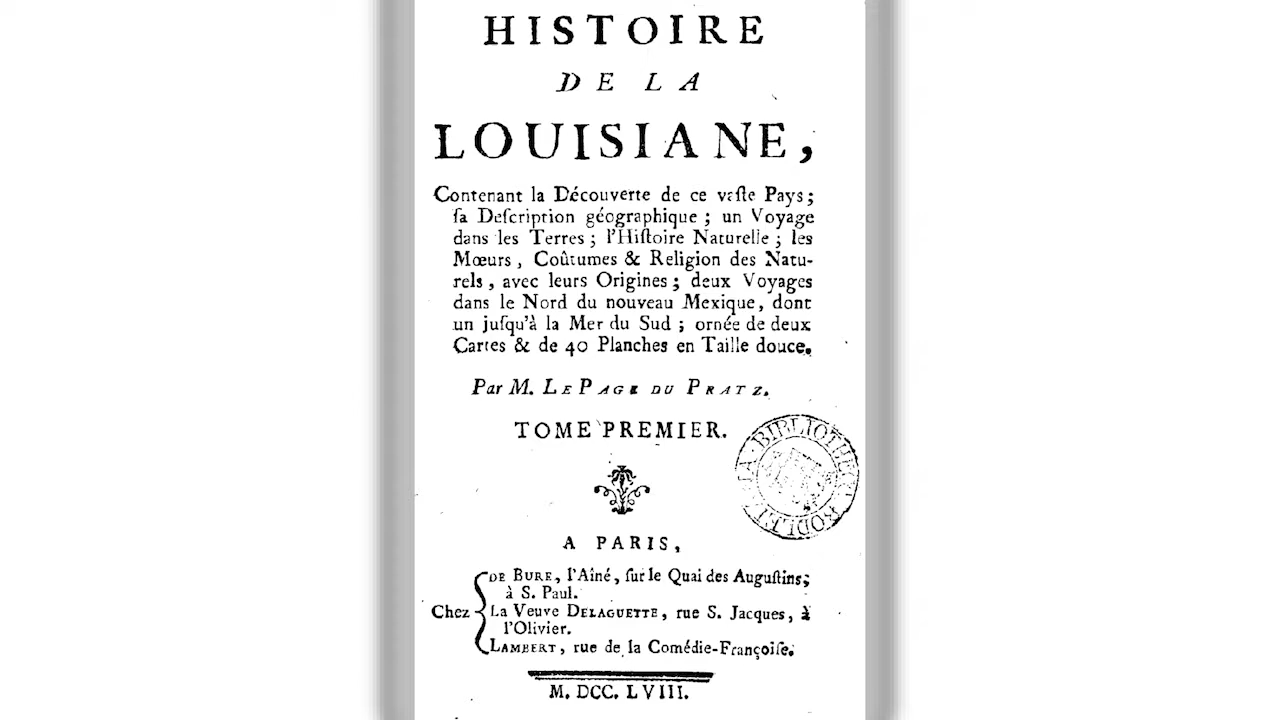 HISTOIRE
DE LA
LOUISIANE,
Contenant la Découverte de ce vaſte Pays;
ſa Deſcription géographique; un Voyage
dans les Terres; l'Hiſtoire Naturelle; les
Mœurs, Coûtumes & Religion des Natu-
rels, avec leurs Origines; deux Voyages
dans le Nord du nouveau Mexique, dont
un juſqu'à la Mer du Sud; ornée de deux
Cartes & de 40 Planches en Taille douce.
Par M. LE PAGE DU PRATZ.
TOME PREMIER.
BIBLIOTHECA BODLEIANA
A PARIS,
DE BURE, l'Aîné, ſur le Quai des Auguſtins;
à S. Paul.
Chez La Veuve DELAGUETTE, rue S. Jacques, à
l'Olivier.
LAMBERT, rue de la Comédie-Françoiſe.
M. DCC. LVIII.